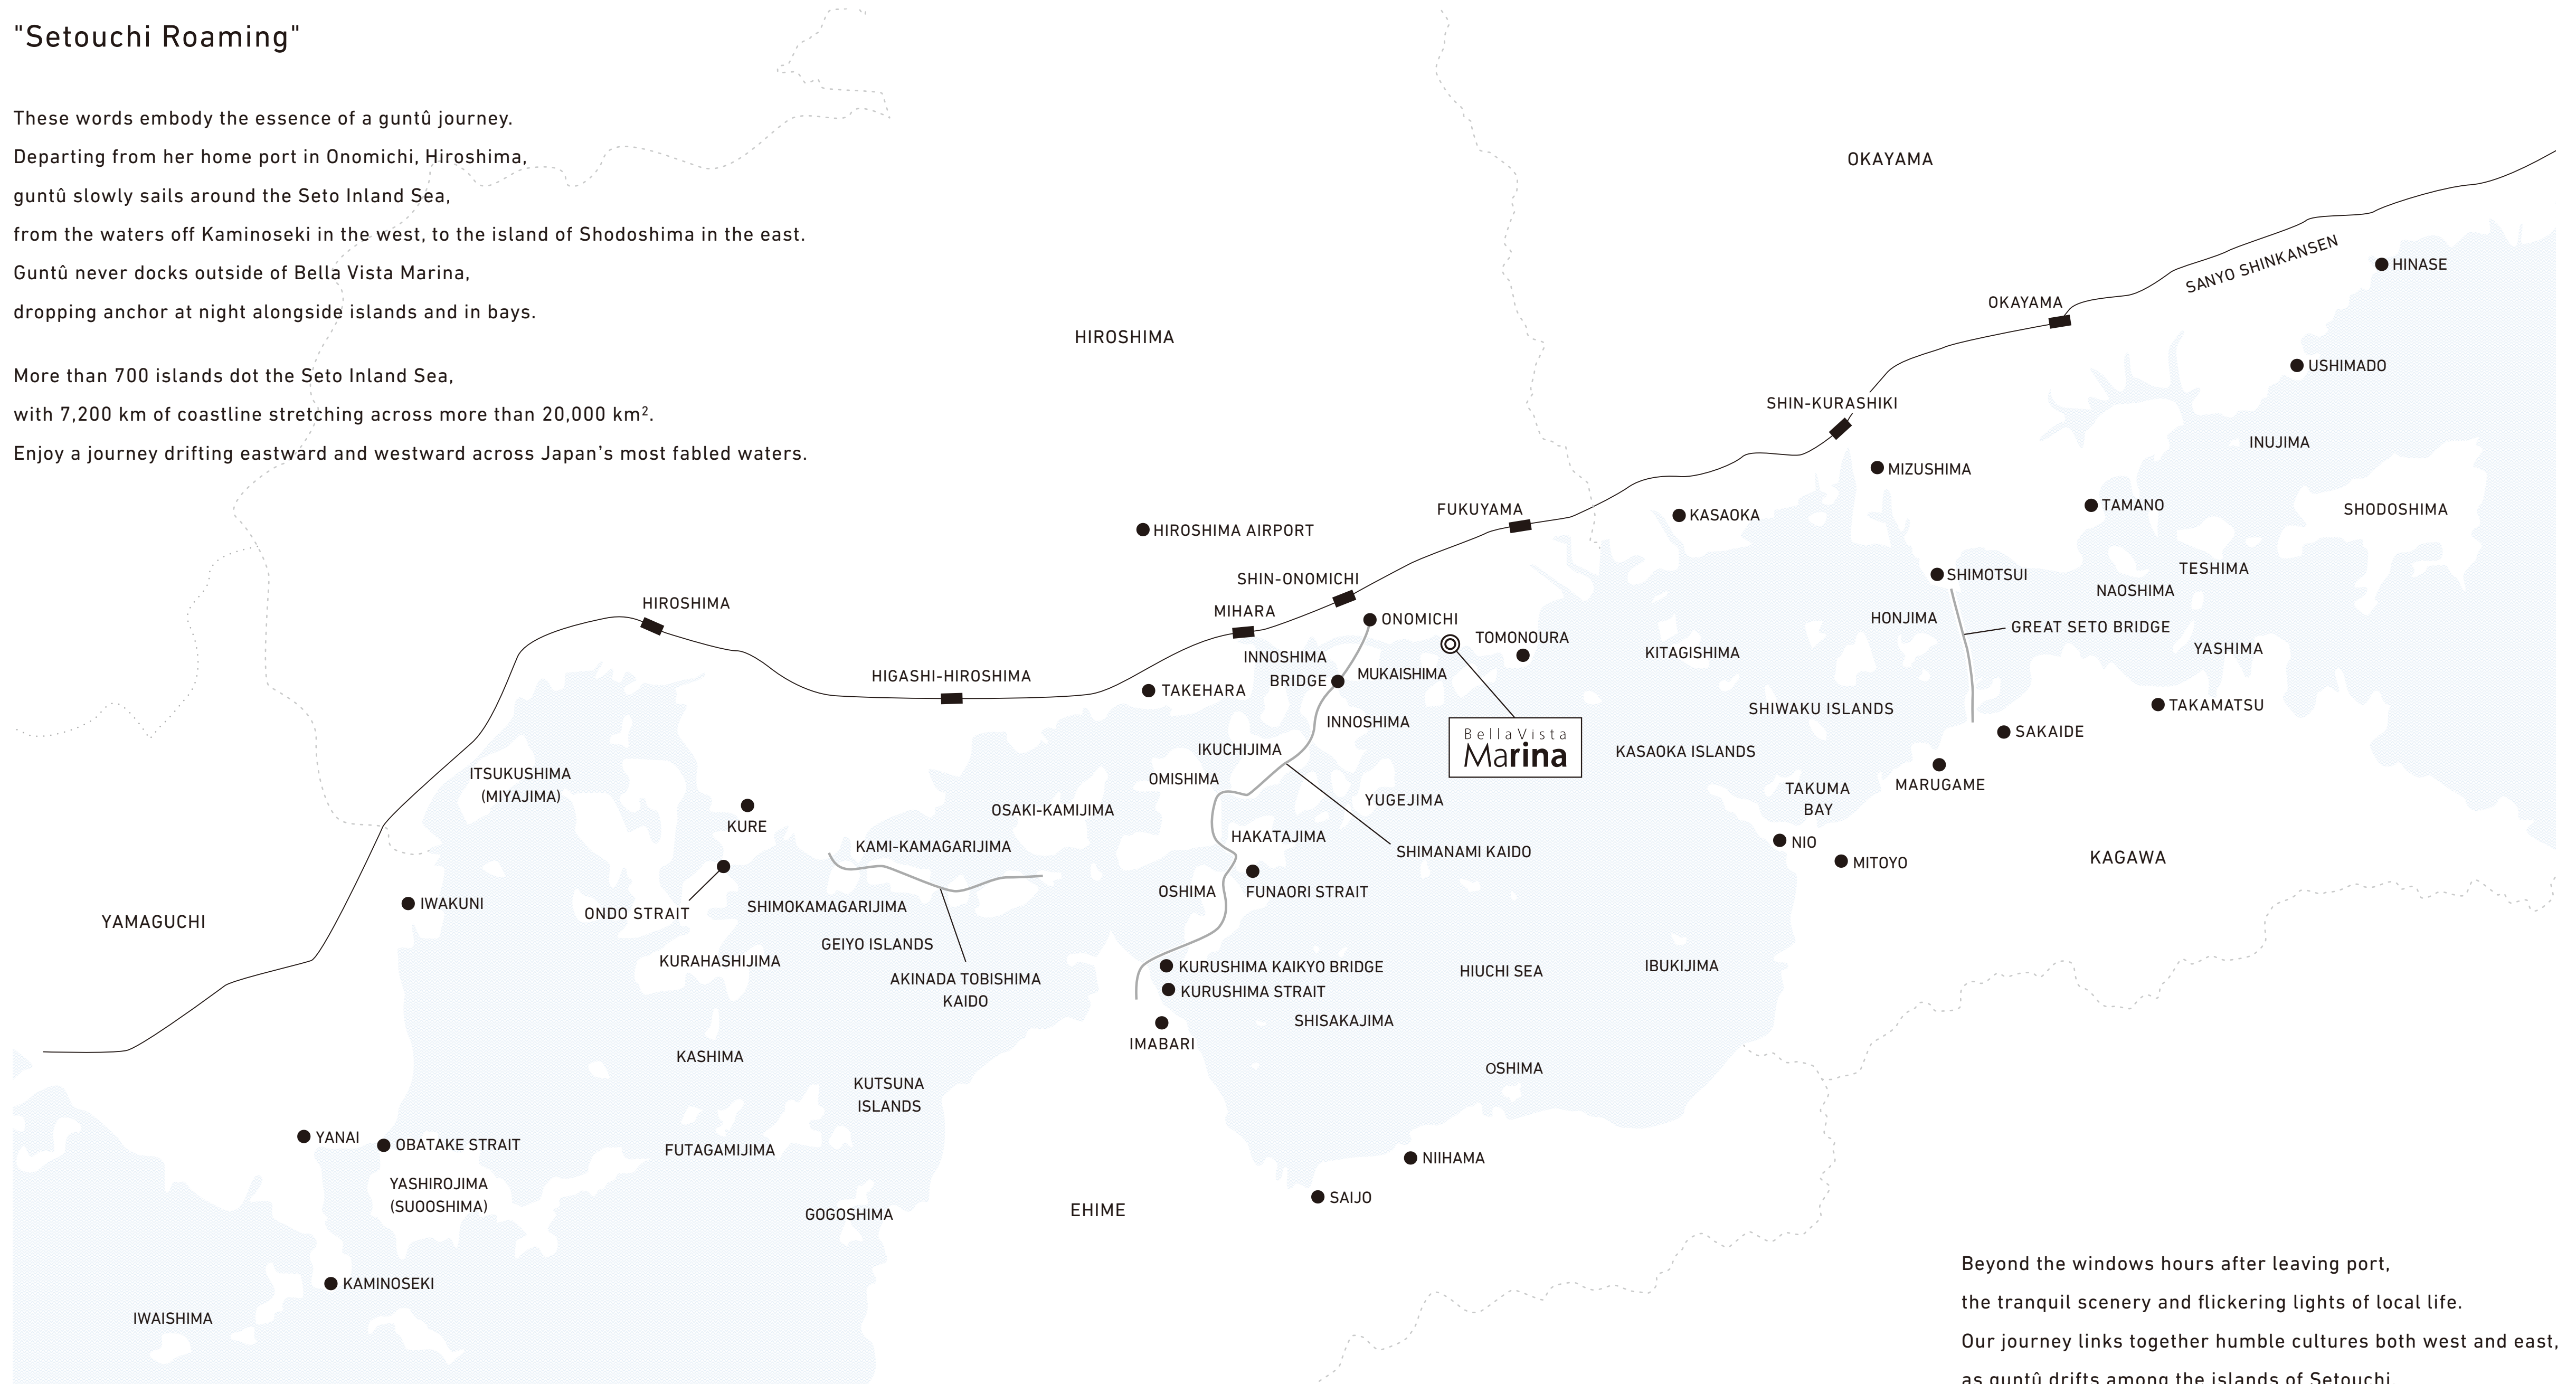 "Setouchi Roaming"
These words embody the essence of a guntû journey.
Departing from her home port in Onomichi, Hiroshima,
guntû slowly sails around the Seto Inland Sea,
from the waters off Kaminoseki in the west, to the island of Shodoshima in the east.
Guntû never docks outside of Bella Vista Marina,
dropping anchor at night alongside islands and in bays.
More than 700 islands dot the Seto Inland Sea,
with 7,200 km of coastline stretching across more than 20,000 km².
Enjoy a journey drifting eastward and westward across Japan’s most fabled waters.
OKAYAMA
SANYO SHINKANSEN
HINASE
OKAYAMA
HIROSHIMA
USHIMADO
SHIN-KURASHIKI
INUJIMA
MIZUSHIMA
FUKUYAMA
KASAOKA
TAMANO
SHODOSHIMA
HIROSHIMA AIRPORT
SHIN-ONOMICHI
SHIMOTSUI
TESHIMA
NAOSHIMA
HIROSHIMA
MIHARA
ONOMICHI
HONJIMA
GREAT SETO BRIDGE
TOMONOURA
KITAGISHIMA
YASHIMA
INNOSHIMA
BRIDGE
MUKAISHIMA
HIGASHI-HIROSHIMA
TAKEHARA
SHIWAKU ISLANDS
TAKAMATSU
INNOSHIMA
BellaVista
Marina
SAKAIDE
IKUCHIJIMA
KASAOKA ISLANDS
ITSUKUSHIMA
(MIYAJIMA)
OMISHIMA
TAKUMA
BAY
MARUGAME
OSAKI-KAMIJIMA
YUGEJIMA
KURE
HAKATAJIMA
SHIMANAMI KAIDO
NIO
MITOYO
KAGAWA
KAMI-KAMAGARIJIMA
OSHIMA
FUNAORI STRAIT
IWAKUNI
ONDO STRAIT
SHIMOKAMAGARIJIMA
YAMAGUCHI
GEIYO ISLANDS
KURAHASHIJIMA
AKINADA TOBISHIMA
KAIDO
KURUSHIMA KAIKYO BRIDGE
KURUSHIMA STRAIT
HIUCHI SEA
IBUKIJIMA
SHISAKAJIMA
IMABARI
KASHIMA
OSHIMA
KUTSUNA
ISLANDS
YANAI
OBATAKE STRAIT
FUTAGAMIJIMA
NIIHAMA
YASHIROJIMA
(SUOOSHIMA)
SAIJO
GOGOSHIMA
EHIME
KAMINOSEKI
IWAISHIMA
Beyond the windows hours after leaving port,
the tranquil scenery and flickering lights of local life.
Our journey links together humble cultures both west and east,
as guntû drifts among the islands of Setouchi.